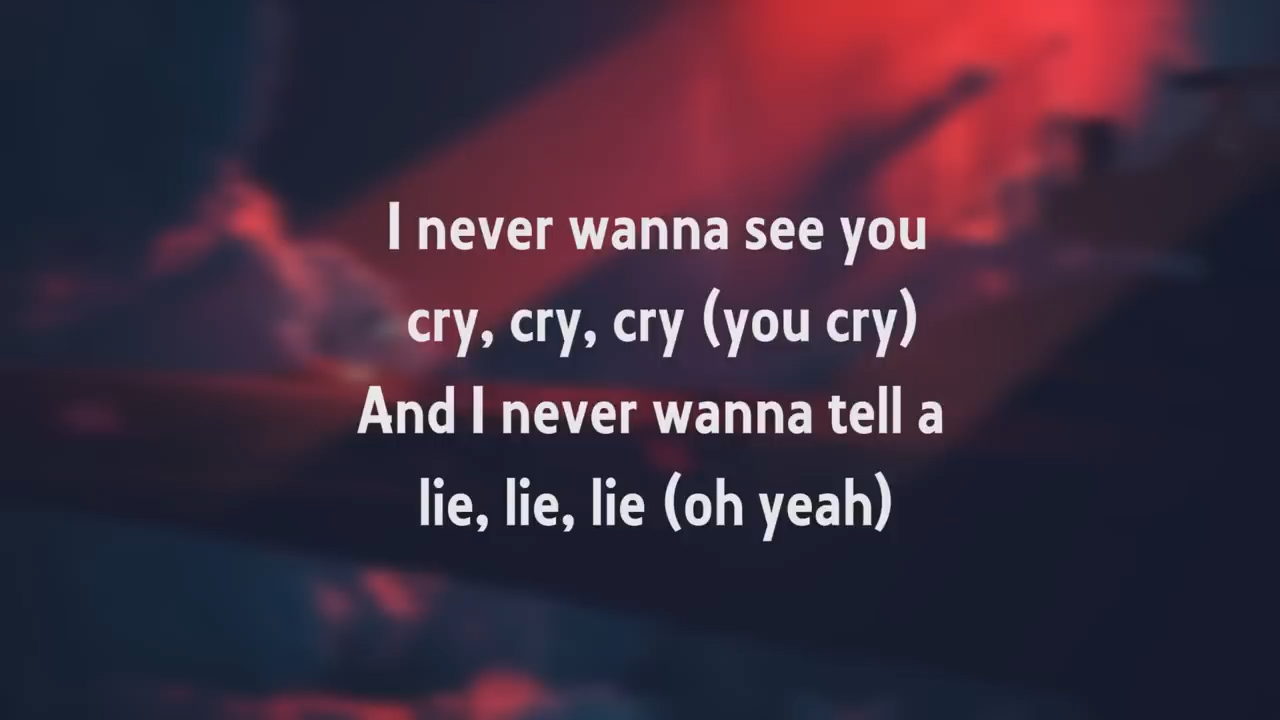 I never wanna see you
cry, cry, cry (you cry)
And I never wanna tell a
lie, lie, lie (oh yeah)